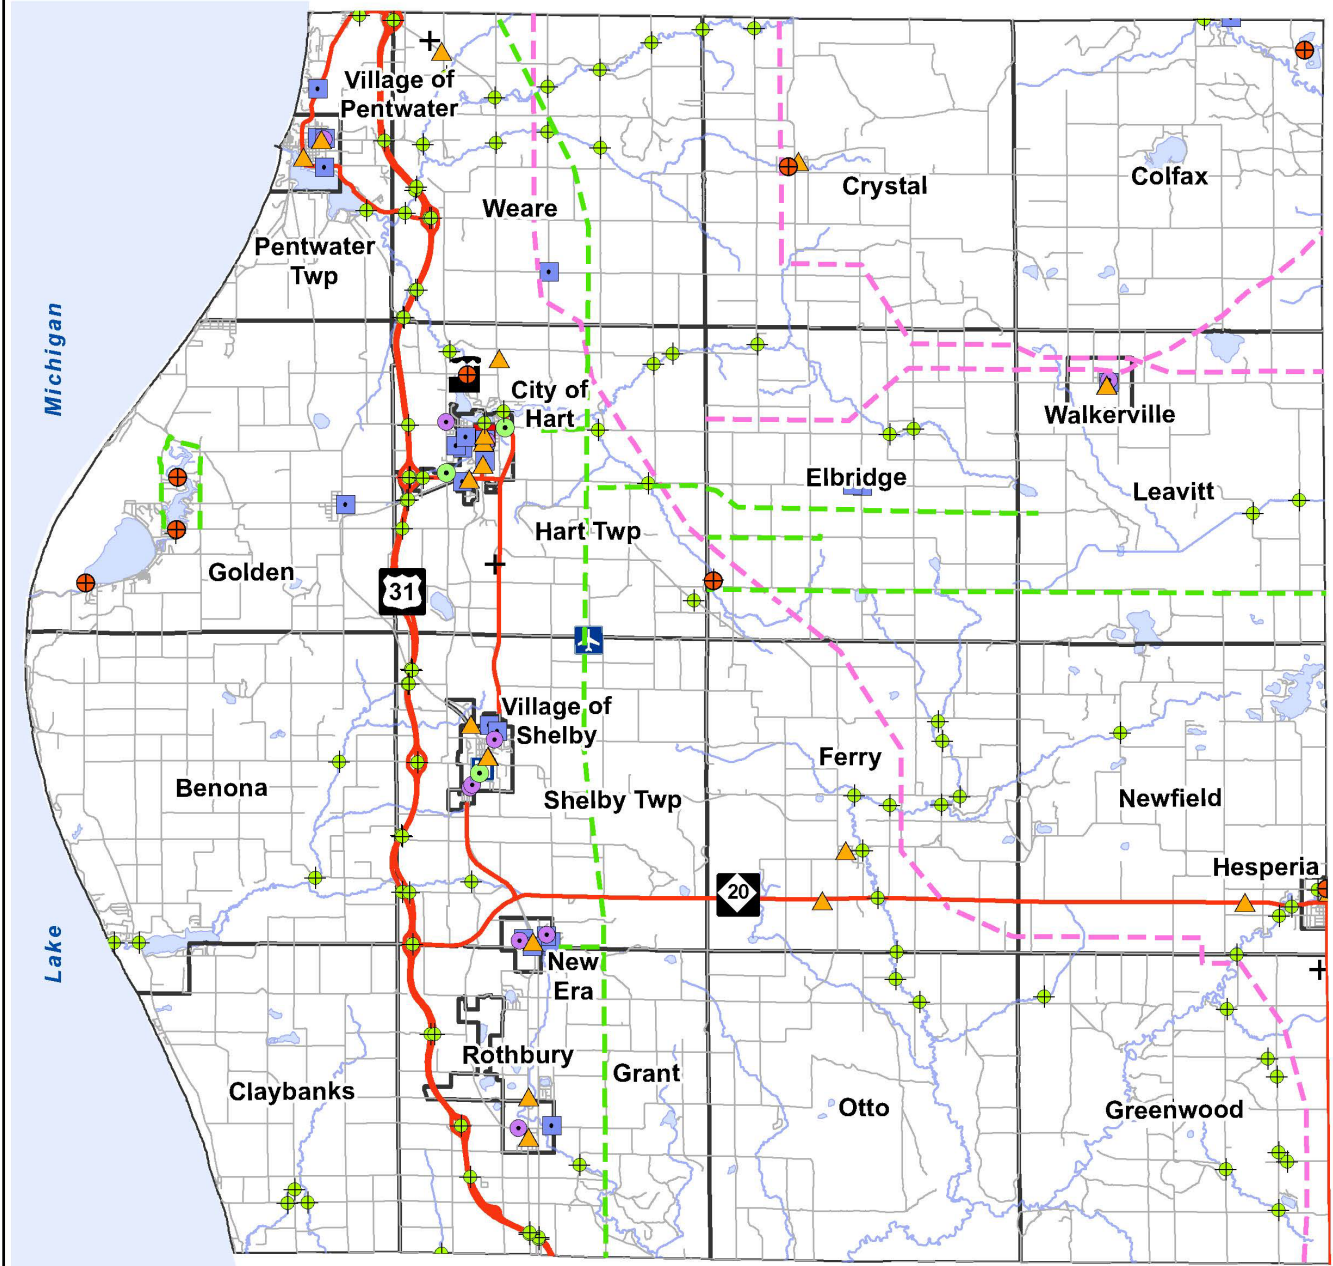 Village of
Pentwater
Weare
Crystal
Colfax
Pentwater
Twp
Michigan
City of
Hart
Walkerville
Elbridge
Leavitt
Hart Twp
Golden
31
Village of
Shelby
Ferry
Benona
Shelby Twp
Newfield
Hesperia
20
Lake
New
Era
Rothbury
Grant
Claybanks
Otto
Greenwood